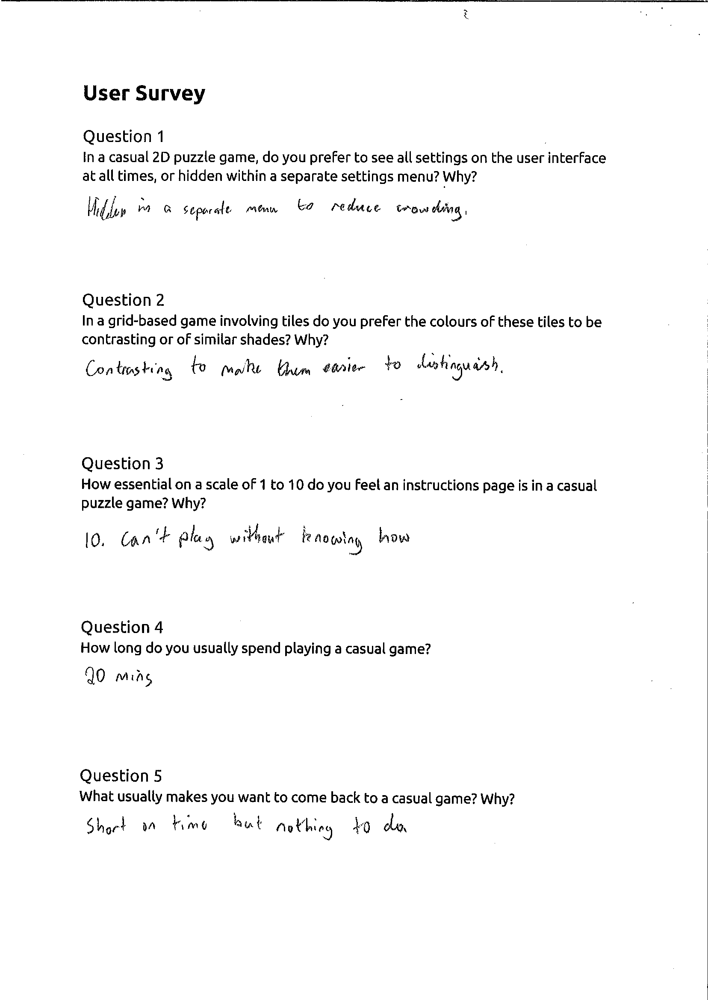 User Survey
Question 1
In a casual 2D puzzle game, do you prefer to see all settings on the user interface
at all times, or hidden within a separate settings menu? Why?
Hidden in a separate menu to reduce crowding.
Question 2
In a grid-based game involving tiles do you prefer the colours of these tiles to be
contrasting or of similar shades? Why?
Contrasting to make them easier to distinguish.
Question 3
How essential on a scale of 1 to 10 do you feel an instructions page is in a casual
puzzle game? Why?
10. Can't play without knowing how
Question 4
How long do you usually spend playing a casual game?
20 mins
Question 5
What usually makes you want to come back to a casual game? Why?
Short on time but nothing to do